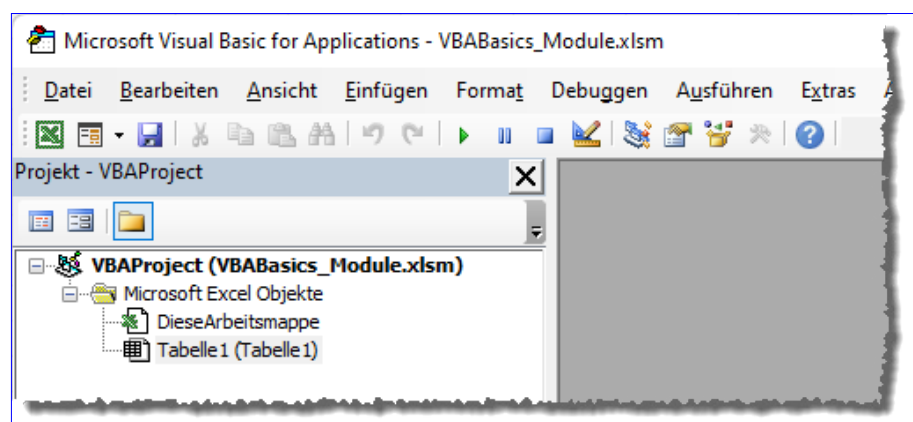 Microsoft Visual Basic for Applications - VBABasics_Module.xlsm
Datei Bearbeiten Ansicht Einfügen Format Debuggen Ausführen Extras
Projekt - VBAProject
VBAProject (VBABasics_Module.xlsm)
Microsoft Excel Objekte
DieseArbeitsmappe
Tabelle1 (Tabelle1)